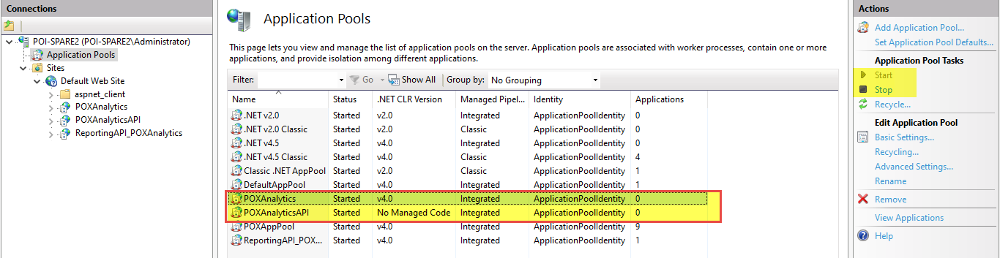 Connections
POI-SPARE2 (POI-SPARE2\Administrator)
Application Pools
Sites
Default Web Site
aspnet_client
POXAnalytics
POXAnalyticsAPI
ReportingAPI_POXAnalytics
Application Pools
This page lets you view and manage the list of application pools on the server. Application pools are associated with worker processes, contain one or more
applications, and provide isolation among different applications.
Filter: Go Show All Group by: No Grouping
Name Status .NET CLR Version Managed Pipel... Identity Applications
.NET v2.0 Started v2.0 Integrated ApplicationPoolIdentity 0
.NET v2.0 Classic Started v2.0 Classic ApplicationPoolIdentity 0
.NET v4.5 Started v4.0 Integrated ApplicationPoolIdentity 0
.NET v4.5 Classic Started v4.0 Classic ApplicationPoolIdentity 4
Classic .NET AppPool Started v2.0 Classic ApplicationPoolIdentity 1
DefaultAppPool Started v4.0 Integrated ApplicationPoolIdentity 1
POXAnalytics Started v4.0 Integrated ApplicationPoolIdentity 0
POXAnalyticsAPI Started No Managed Code Integrated ApplicationPoolIdentity 0
POXAppPool Started v4.0 Integrated ApplicationPoolIdentity 9
ReportingAPI_POX... Started v4.0 Integrated ApplicationPoolIdentity 1
Actions
Add Application Pool...
Set Application Pool Defaults...
Application Pool Tasks
Start
Stop
Recycle...
Edit Application Pool
Basic Settings...
Recycling...
Advanced Settings...
Rename
Remove
View Applications
Help